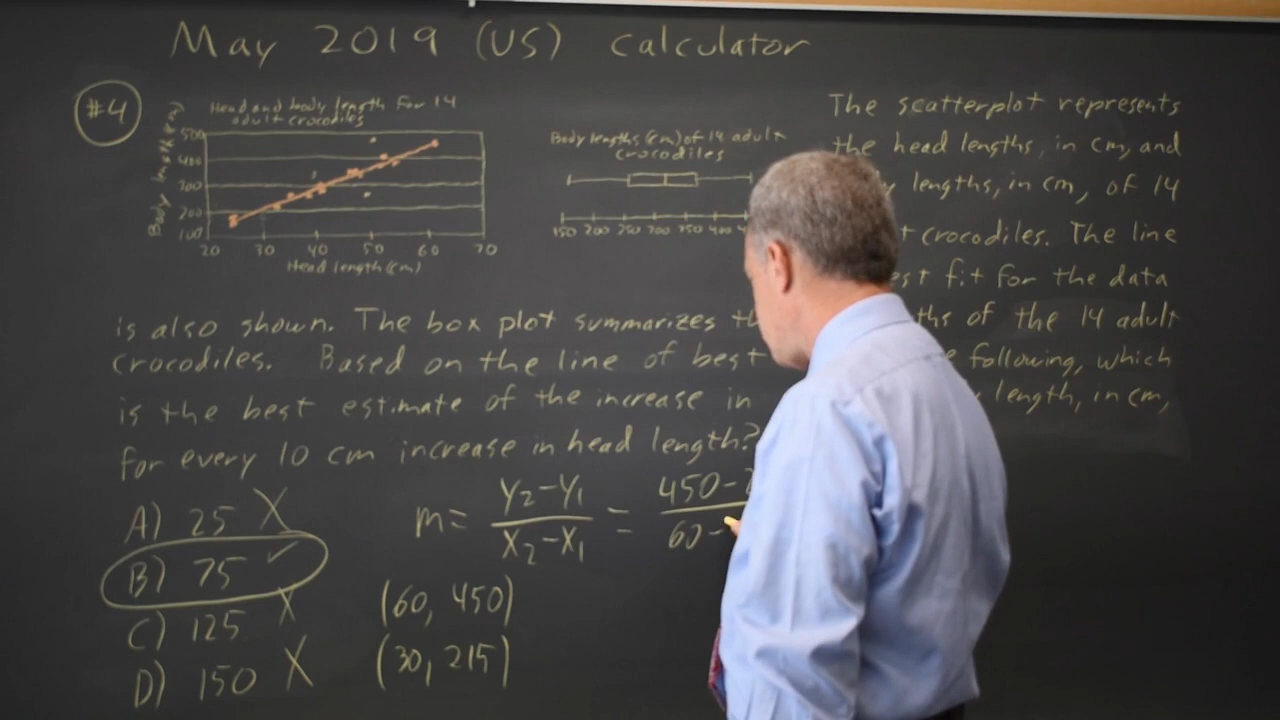 May 2019 (US) Calculator
#4
Head and body length for 14
adult crocodiles
Body length (cm)
500
400
300
200
100
20 30 40 50 60 70
Head length (cm)
Body lengths (cm) of 14 adult
crocodiles
150 200 250 300 350 400
The scatterplot represents
the head lengths, in cm, and
lengths, in cm, of 14
crocodiles. The line
fit for the data
is also shown. The box plot summarizes of the 14 adult
crocodiles. Based on the line of best following, which
is the best estimate of the increase in length, in cm,
for every 10 cm increase in head length?
A) 25 X
B) 75 ✓
C) 125 X
D) 150 X
m = Y2-Y1 / X2-X1 = 450- / 60-
(60, 450)
(30, 215)